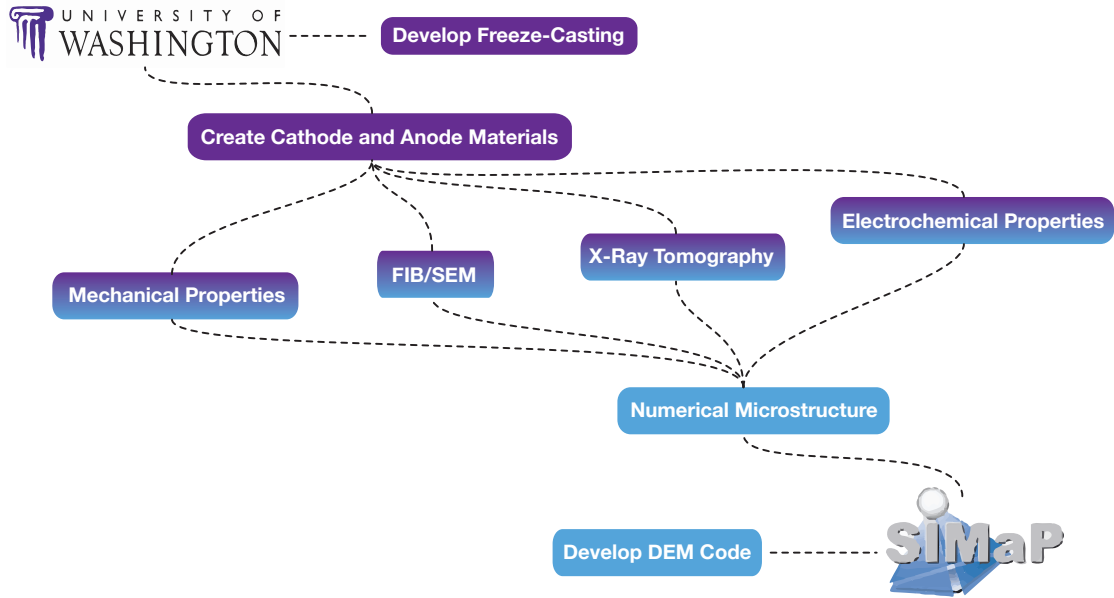 UNIVERSITY OF
WASHINGTON
Develop Freeze-Casting
Create Cathode and Anode Materials
Electrochemical Properties
X-Ray Tomography
FIB/SEM
Mechanical Properties
Numerical Microstructure
SiMaP
Develop DEM Code